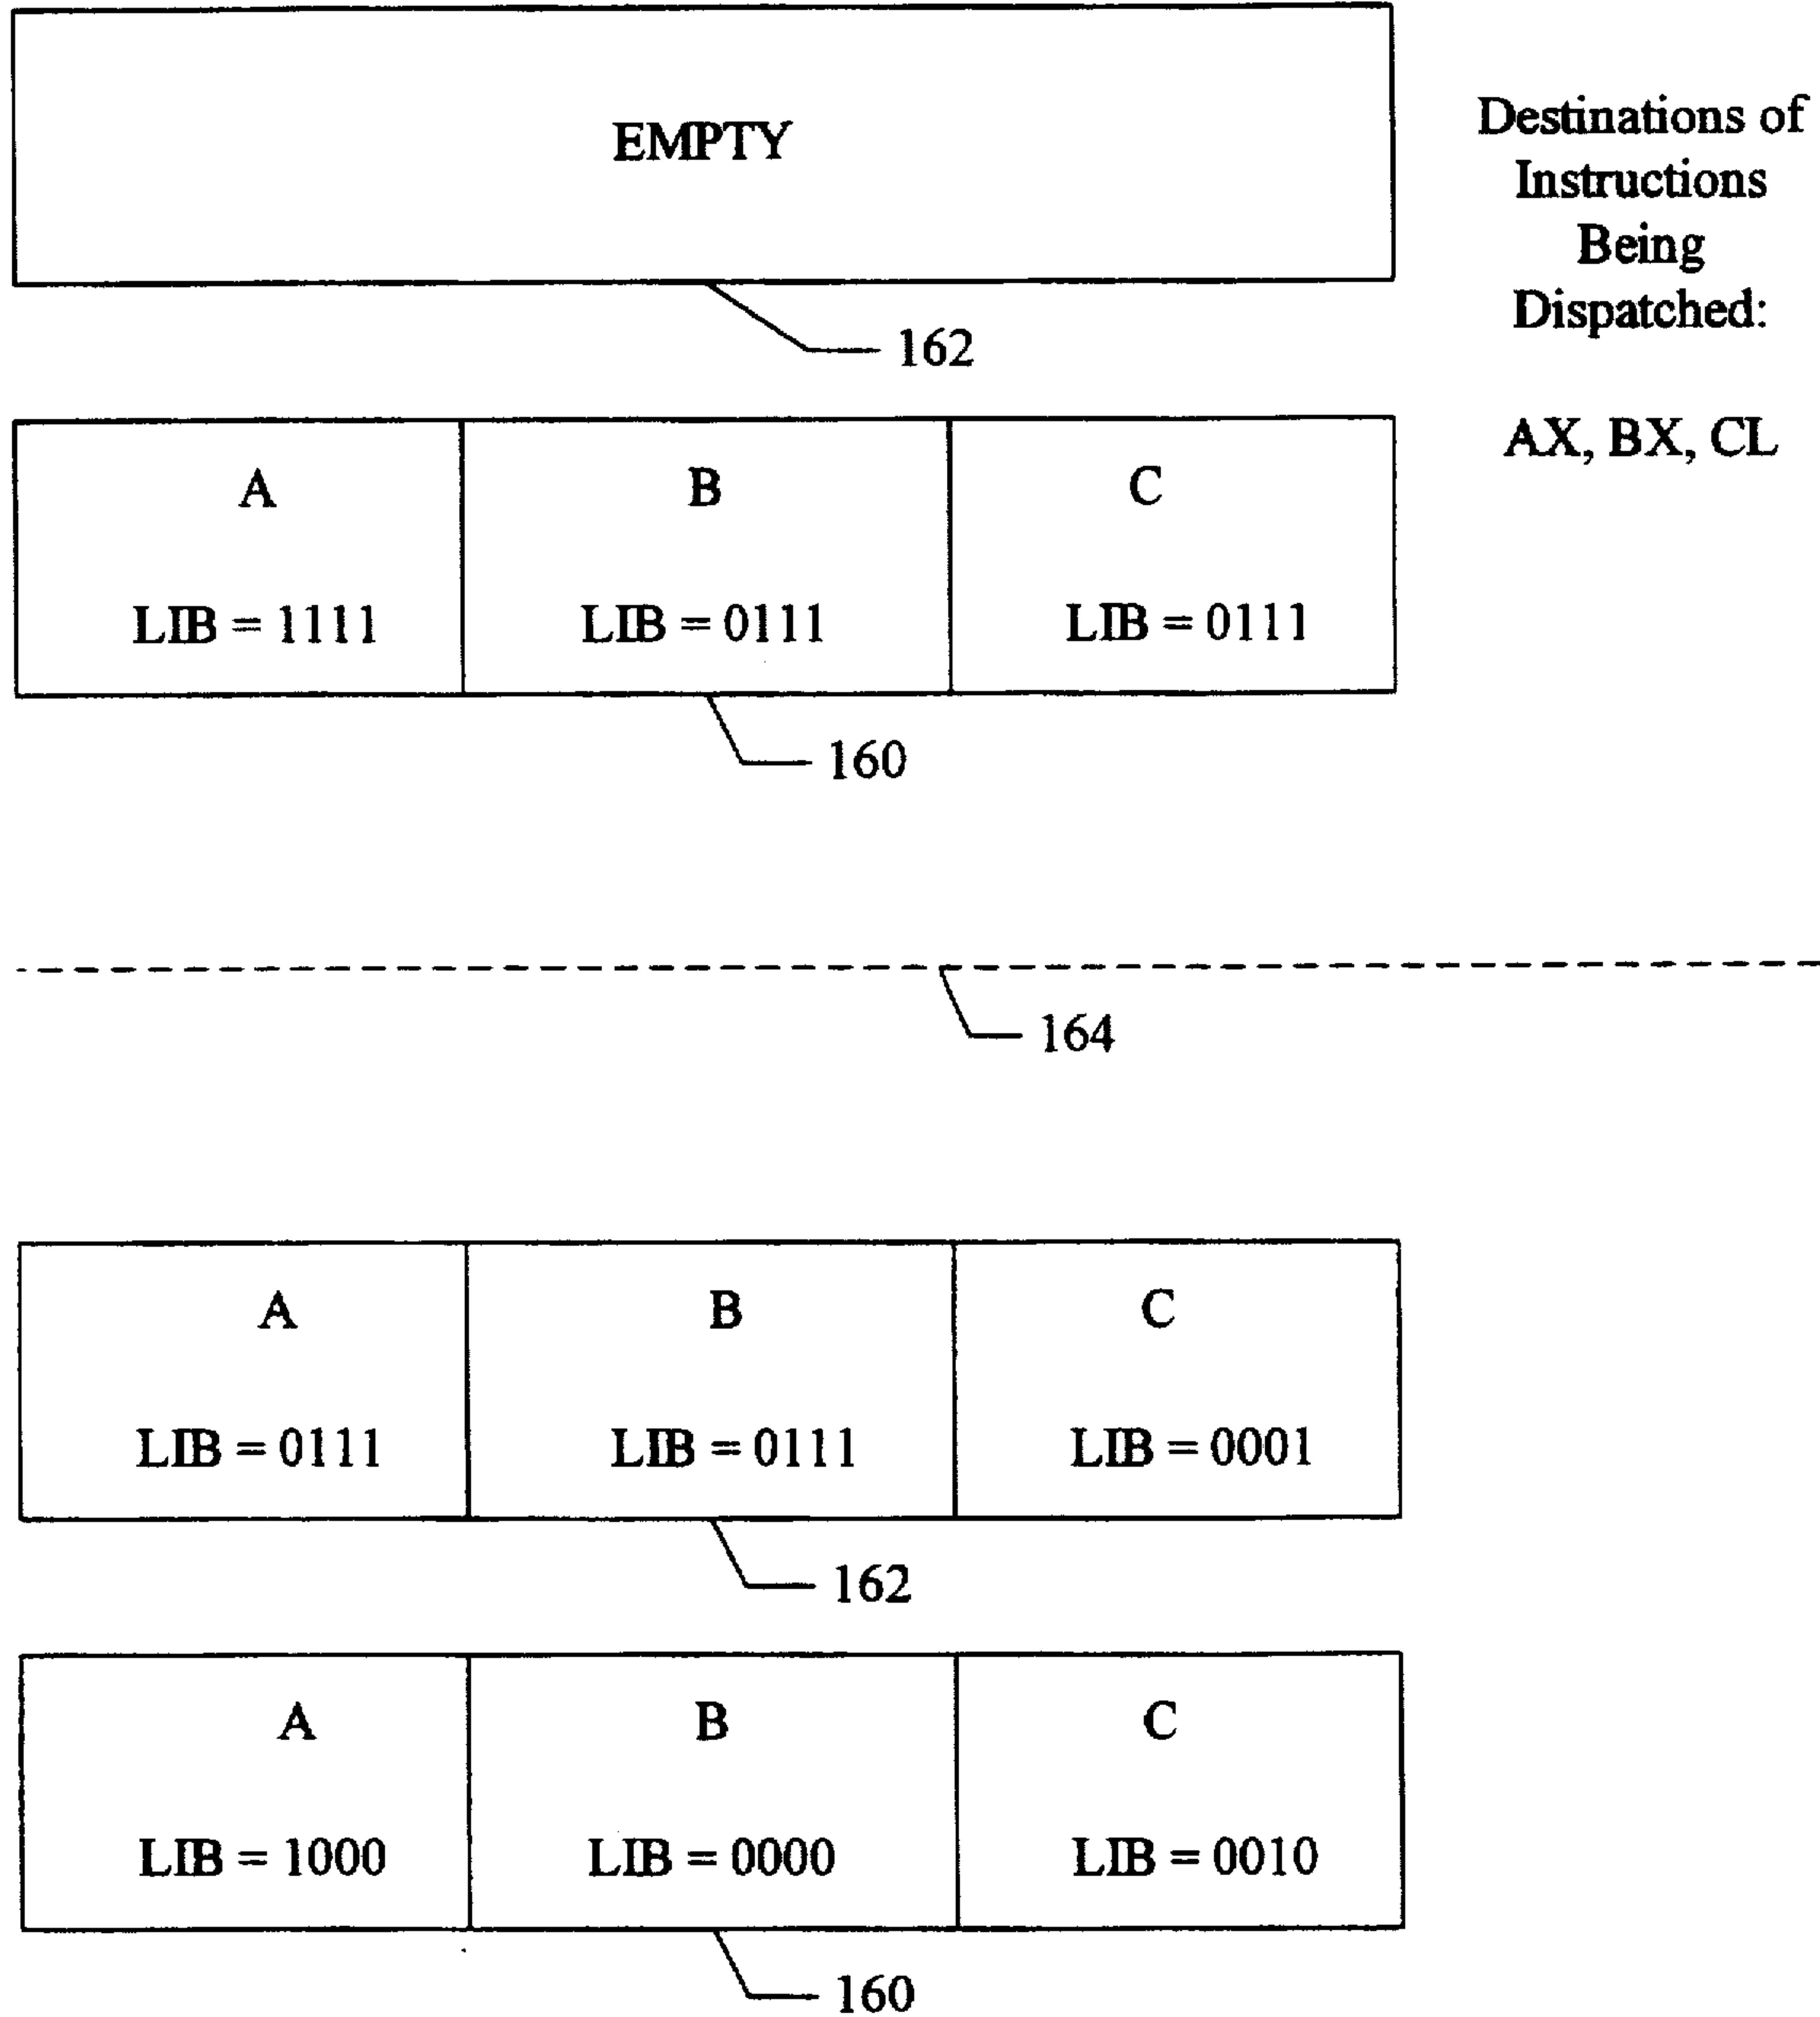 EMPTY
Destinations of
Instructions
Being
Dispatched:
162
AX, BX, CL
A B C
LIB = 1111 LIB = 0111 LIB = 0111
160
164
A B C
LIB = 0111 LIB = 0111 LIB = 0001
162
A B C
LIB = 1000 LIB = 0000 LIB = 0010
160